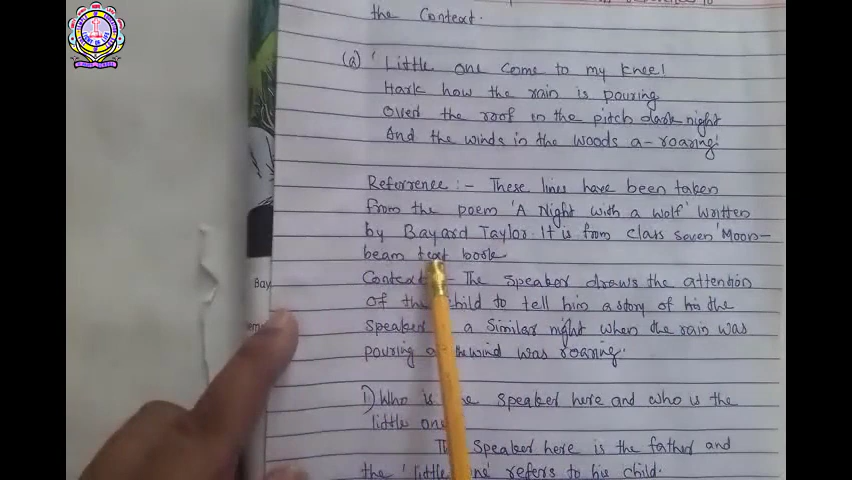 the Context.
(a) 'Little one come to my knee!
Hark how the rain is pouring
Over the roof in the pitch dark night
And the winds in the woods a-roaring.'
Referrence :- These lines have been taken
from the poem 'A Night with a wolf' written
by Bayard Taylor. It is from class seven 'Moon-
beam text book
Context - The speaker draws the attention
of the child to tell him a story of his the
speaker a similar night when the rain was
pouring the wind was roaring.
1) Who is the speaker here and who is the
little one
The speaker here is the father and
the 'little one' refers to his child.
Bay